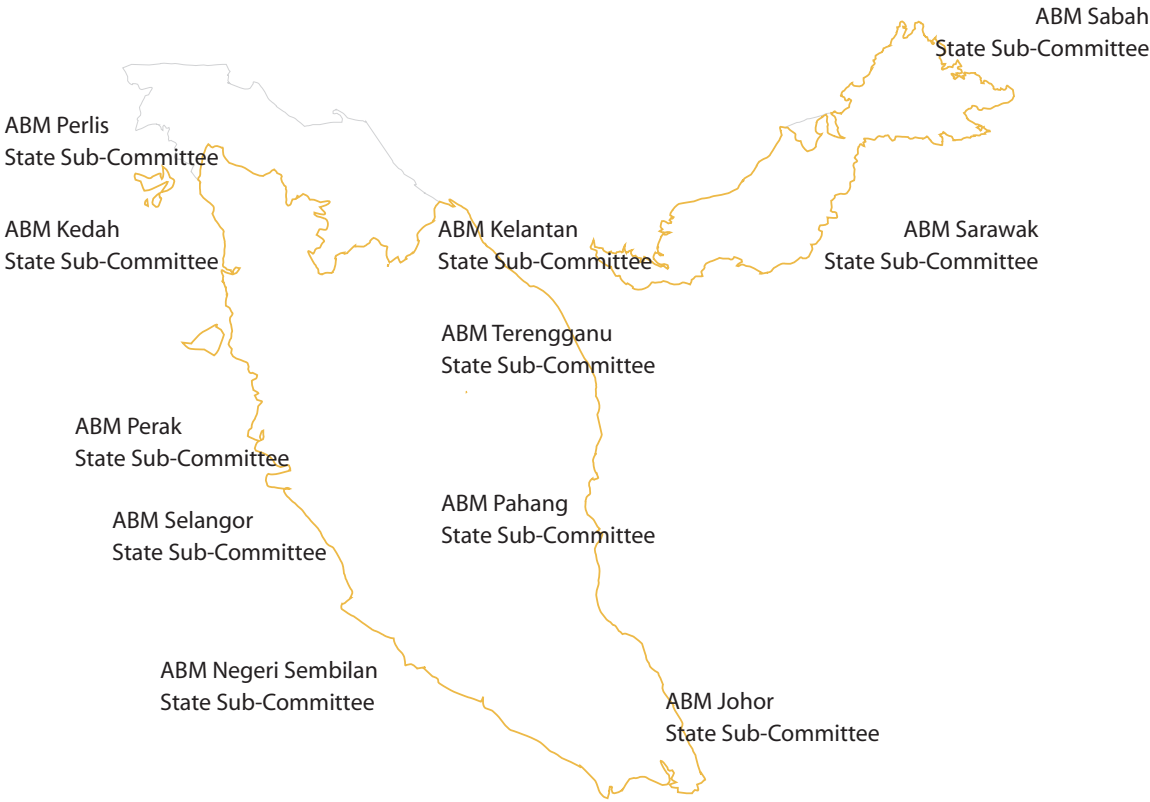 ABM Sabah
State Sub-Committee
ABM Perlis
State Sub-Committee
ABM Kedah
State Sub-Committee
ABM Kelantan
State Sub-Committee
ABM Sarawak
State Sub-Committee
ABM Terengganu
State Sub-Committee
ABM Perak
State Sub-Committee
ABM Pahang
State Sub-Committee
ABM Selangor
State Sub-Committee
ABM Negeri Sembilan
State Sub-Committee
ABM Johor
State Sub-Committee